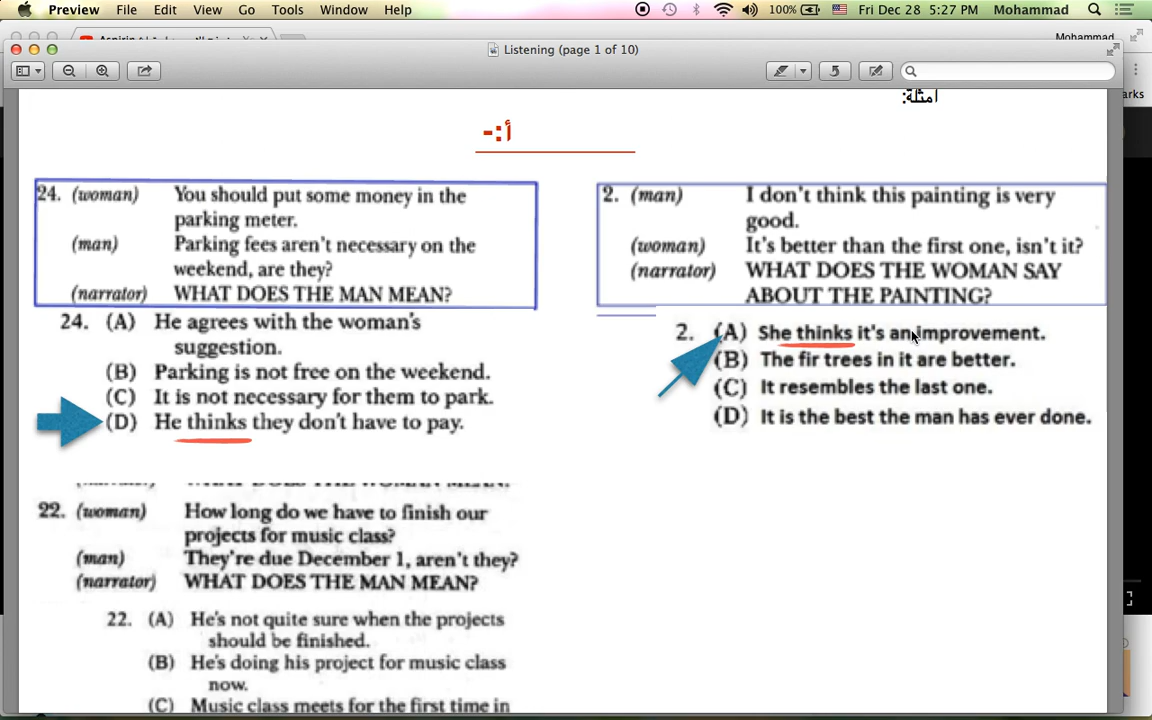 Preview File Edit View Go Tools Window Help 100% Fri Dec 28 5:27 PM Mohammad
Mohammad
Listening (page 1 of 10)
arks
امثلة:
أ:-
24. (woman) You should put some money in the
parking meter.
(man) Parking fees aren't necessary on the
weekend, are they?
(narrator) WHAT DOES THE MAN MEAN?
24. (A) He agrees with the woman's
suggestion.
(B) Parking is not free on the weekend.
(C) It is not necessary for them to park.
(D) He thinks they don't have to pay.
2. (man) I don't think this painting is very
good.
(woman) It's better than the first one, isn't it?
(narrator) WHAT DOES THE WOMAN SAY
ABOUT THE PAINTING?
2. (A) She thinks it's an improvement.
(B) The fir trees in it are better.
(C) It resembles the last one.
(D) It is the best the man has ever done.
22. (woman) How long do we have to finish our
projects for music class?
(man) They're due December 1, aren't they?
(narrator) WHAT DOES THE MAN MEAN?
22. (A) He's not quite sure when the projects
should be finished.
(B) He's doing his project for music class
now.
(C) Music class meets for the first time in